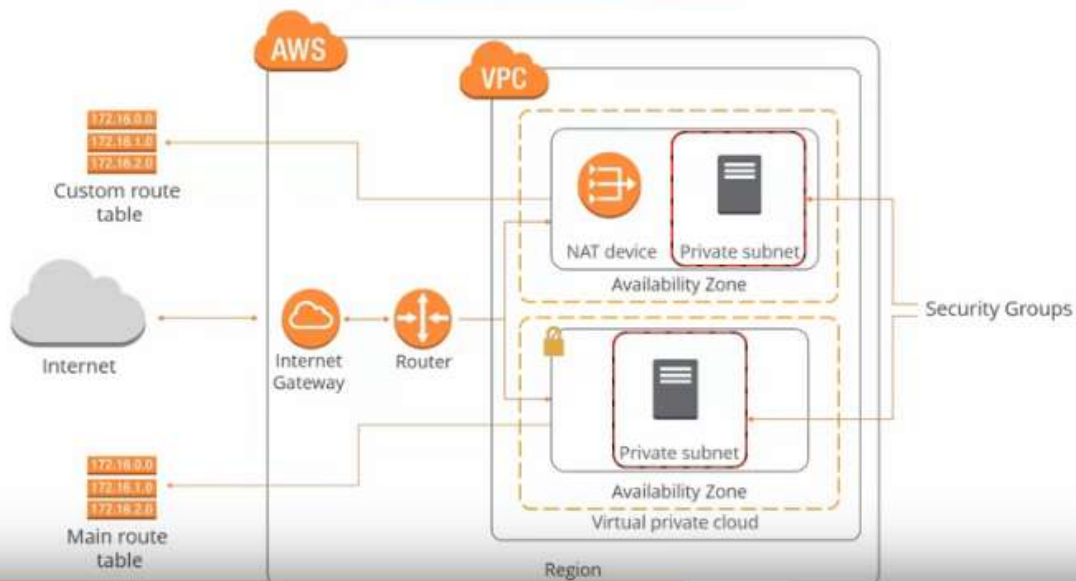 AWS
VPC
172.16.0.0
172.16.1.0
172.16.2.0
Custom route
table
NAT device
Private subnet
Availability Zone
Security Groups
Internet
Internet
Gateway
Router
Private subnet
Availability Zone
Virtual private cloud
172.16.0.0
172.16.1.0
172.16.2.0
Main route
table
Region